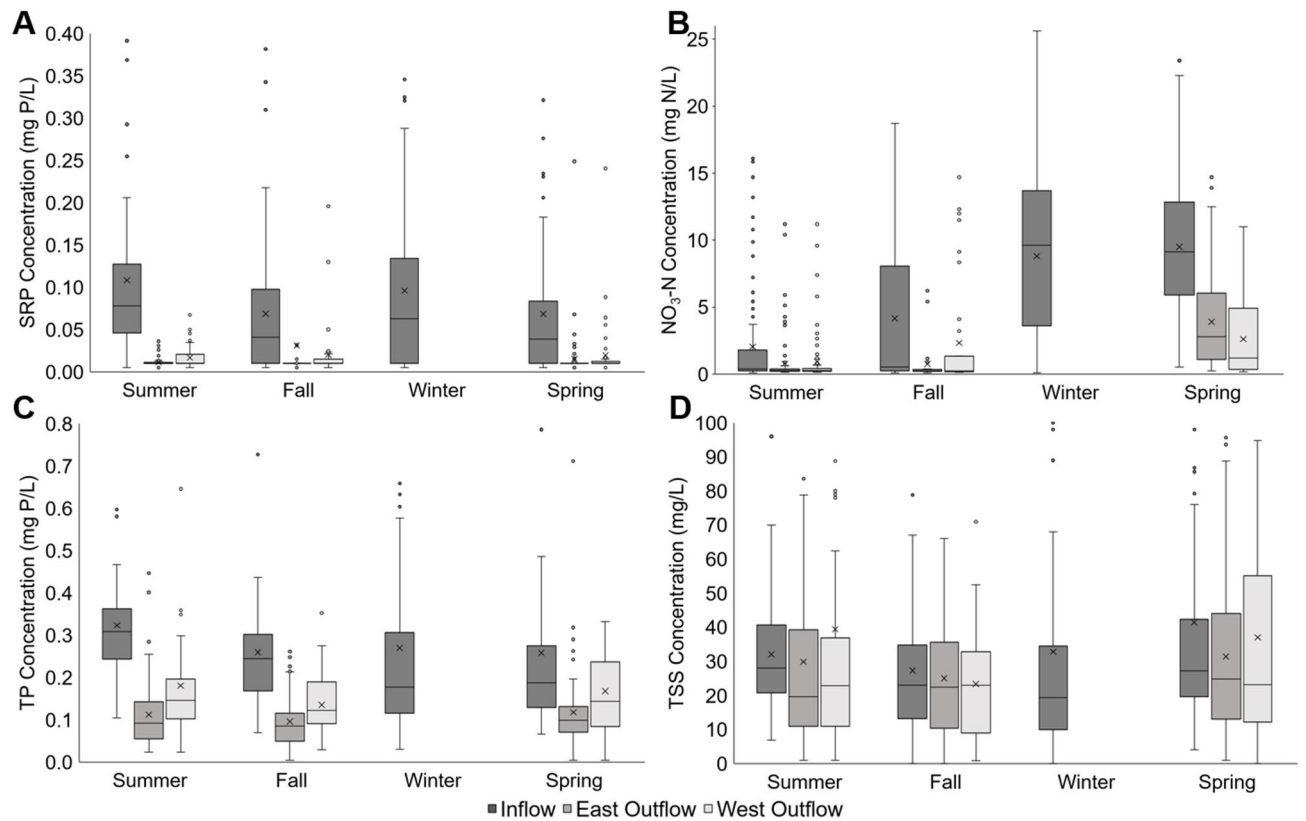 A
B
SRP Concentration (mg P/L)
0.40
0.35
0.30
0.25
0.20
0.15
0.10
0.05
0.00
Summer Fall Winter Spring
NO3-N Concentration (mg N/L)
25
20
15
10
5
0
Summer Fall Winter Spring
C
D
TP Concentration (mg P/L)
0.8
0.7
0.6
0.5
0.4
0.3
0.2
0.1
0.0
Summer Fall Winter Spring
TSS Concentration (mg/L)
100
90
80
70
60
50
40
30
20
10
0
Summer Fall Winter Spring
Inflow East Outflow West Outflow